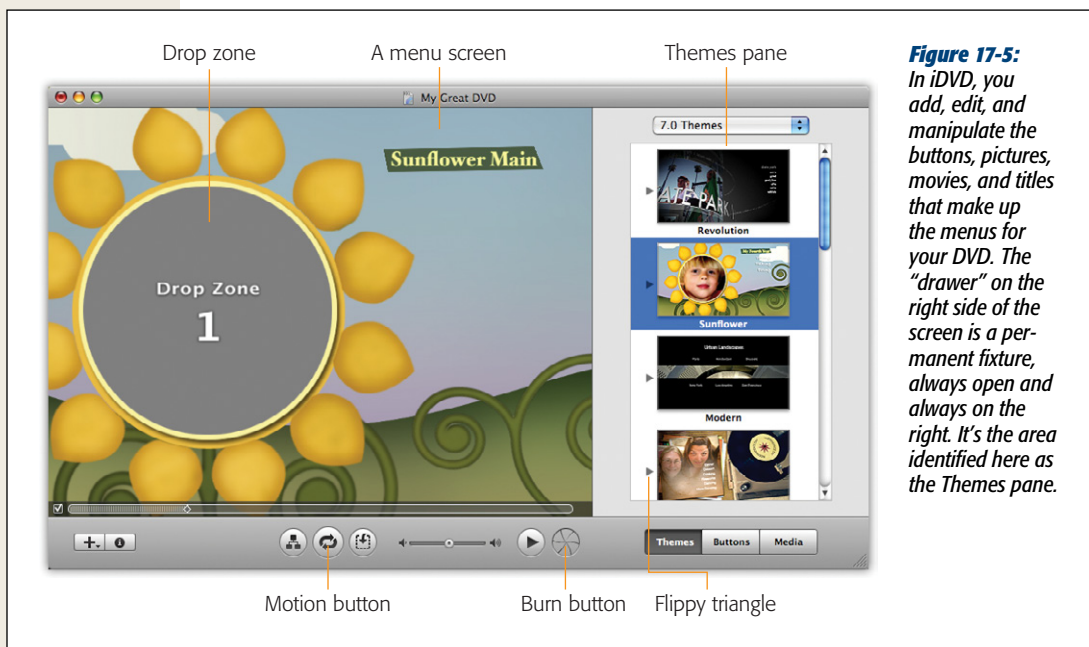 Drop zone
A menu screen
Themes pane
My Great DVD
Sunflower Main
Drop Zone
1
7.0 Themes
ATE PARK
Revolution
Sunflower
Urban Landscapes
Modern
Themes
Buttons
Media
Motion button
Burn button
Flippy triangle
Figure 17-5:
In iDVD, you
add, edit, and
manipulate the
buttons, pictures,
movies, and titles
that make up
the menus for
your DVD. The
“drawer” on the
right side of the
screen is a per-
manent fixture,
always open and
always on the
right. It’s the area
identified here as
the Themes pane.